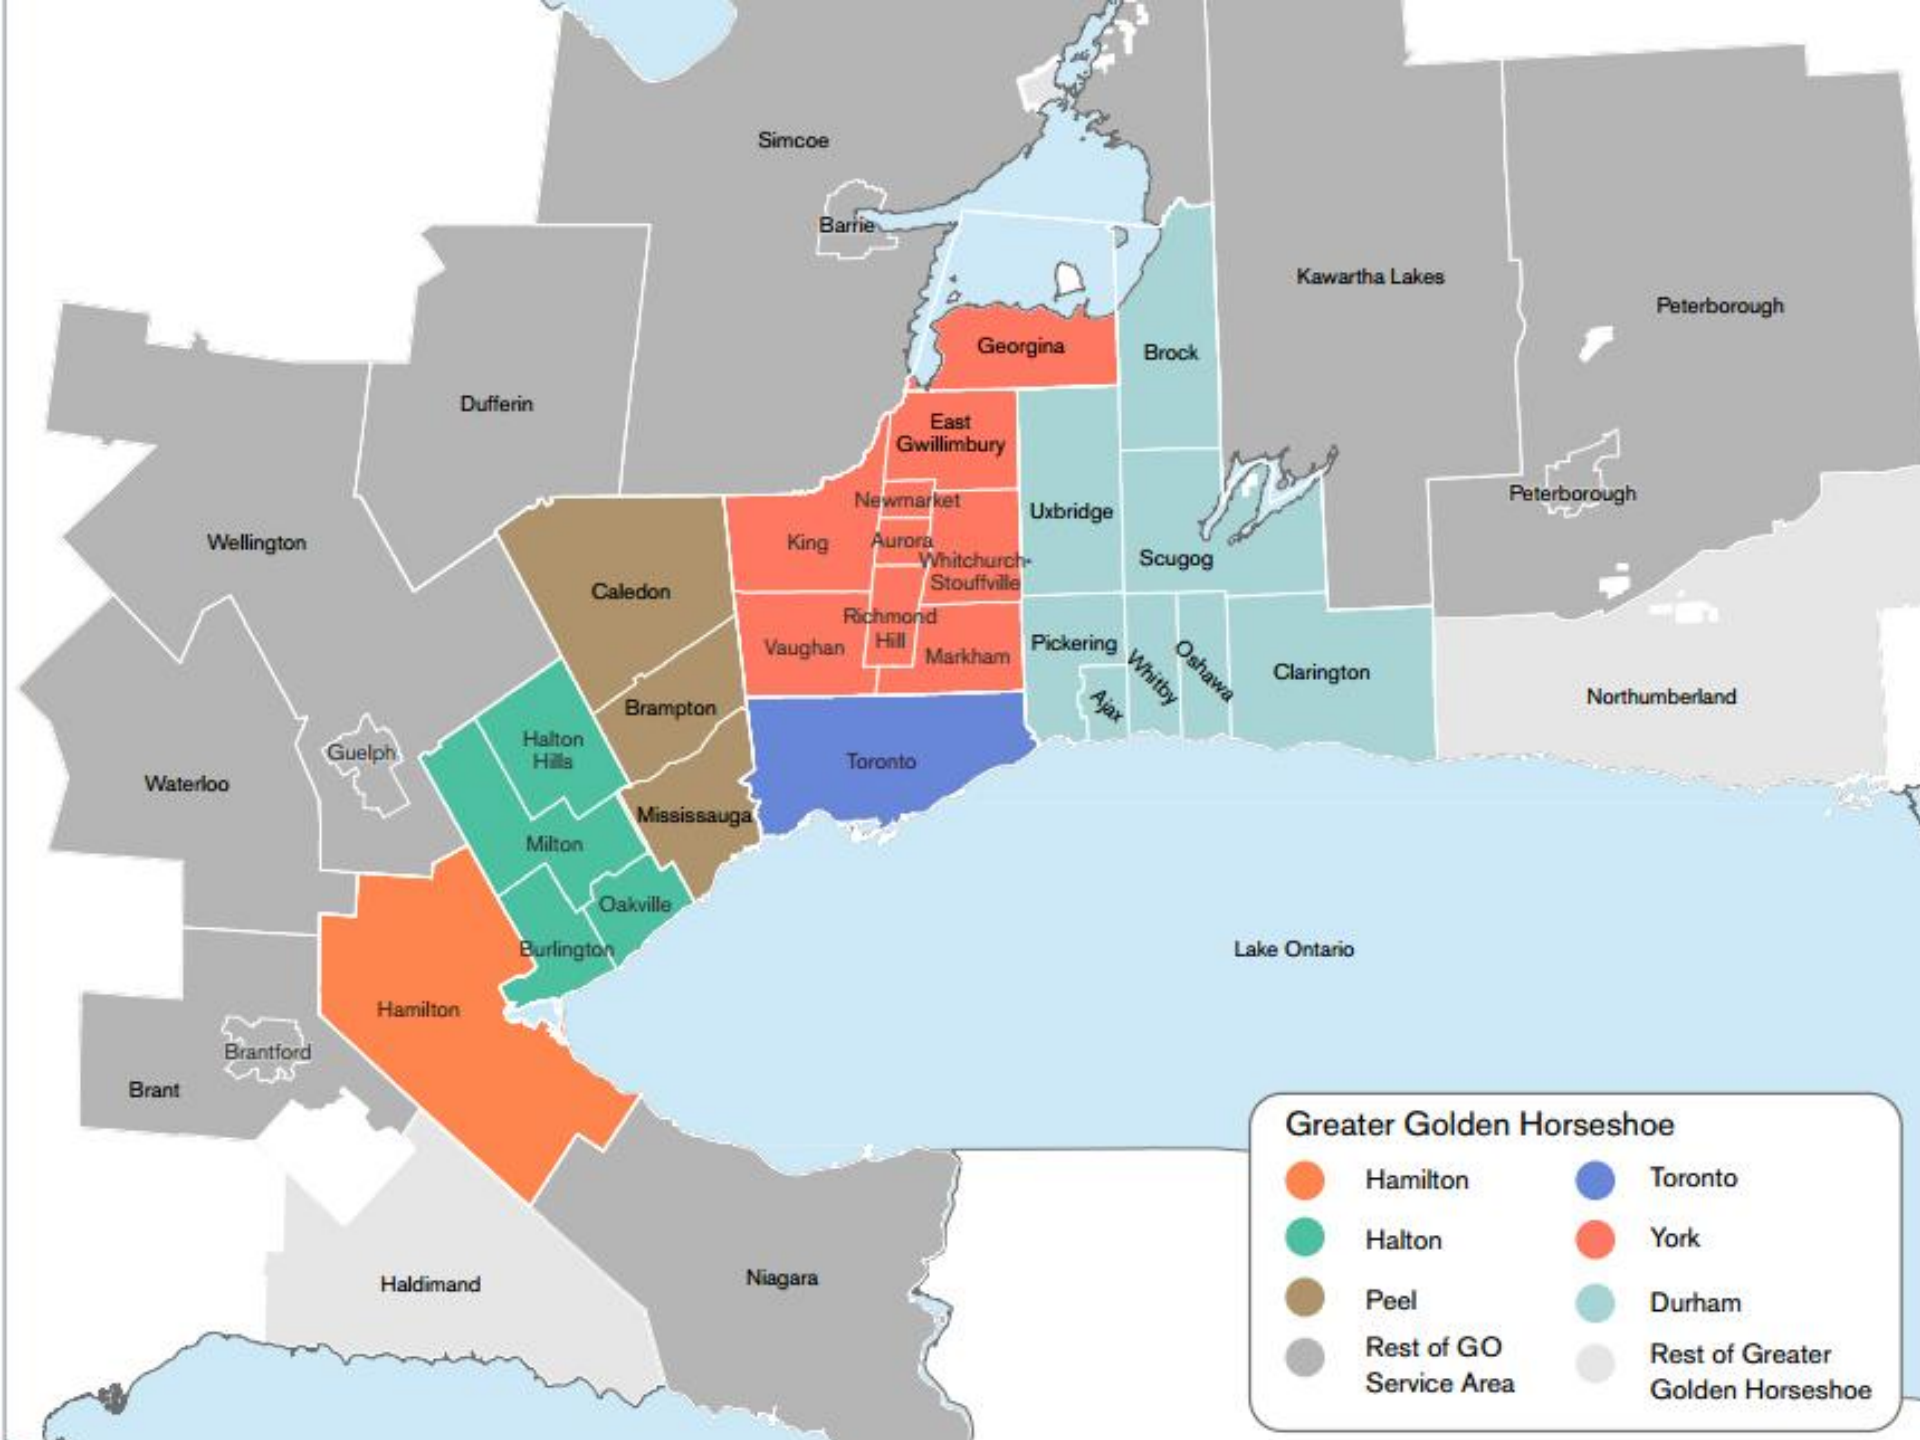 Simcoe
Barrie
Kawartha Lakes
Peterborough
Georgina
Brock
Dufferin
East
Gwillimbury
Newmarket
Peterborough
Uxbridge
Wellington
King
Aurora
Whitchurch-
Stouffville
Scugog
Caledon
Richmond
Hill
Vaughan
Markham
Pickering
Whitby
Oshawa
Ajax
Clarington
Northumberland
Brampton
Halton
Hills
Guelph
Toronto
Waterloo
Mississauga
Milton
Oakville
Burlington
Lake Ontario
Hamilton
Brantford
Brant
Haldimand
Niagara
Greater Golden Horseshoe
Hamilton
Halton
Peel
Rest of GO
Service Area
Toronto
York
Durham
Rest of Greater
Golden Horseshoe